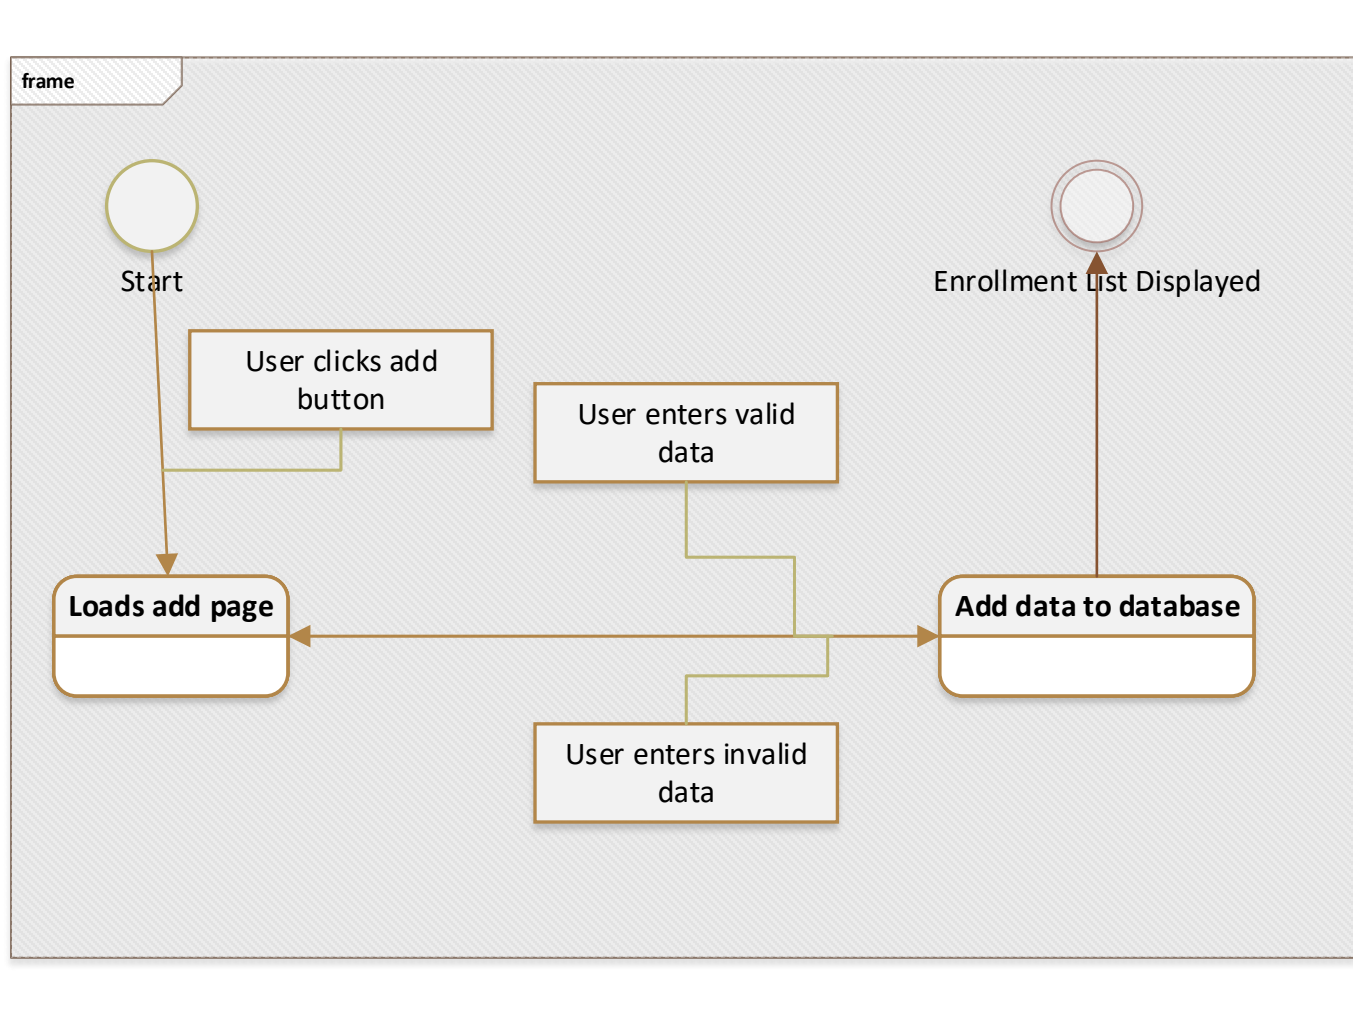 frame
Start
Enrollment List Displayed
User clicks add
button
User enters valid
data
Loads add page
Add data to database
User enters invalid
data